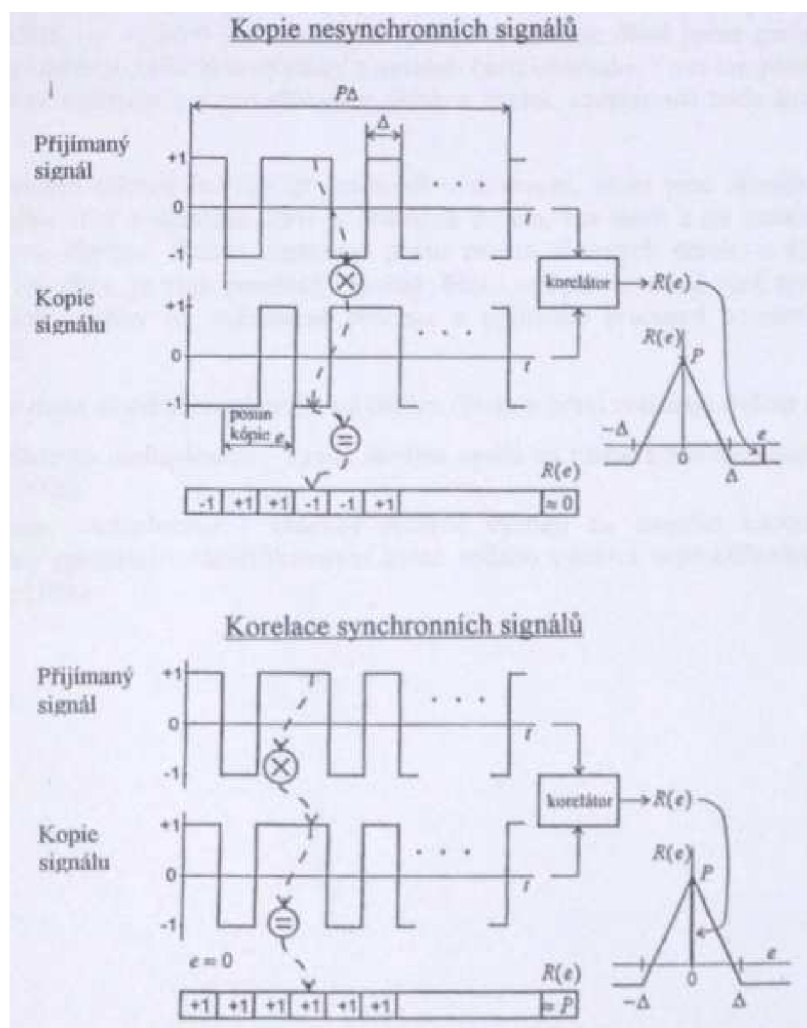 Kopie nesynchronních signálů
PΔ
Přijímaný
signál
Δ
+1
0
-1
t
Kopie
signálu
+1
0
-1
t
posun
kópie
e
korelátor
R(e)
R(e)
P
-Δ
0
Δ
e
R(e)
-1 +1 +1 -1 -1 +1 ≈ 0
Korelace synchronních signálů
Přijímaný
signál
+1
0
-1
t
Kopie
signálu
+1
-1
t
korelátor
R(e)
R(e)
P
-Δ
0
Δ
e
e = 0
R(e)
+1 +1 +1 +1 +1 +1 ≈ P